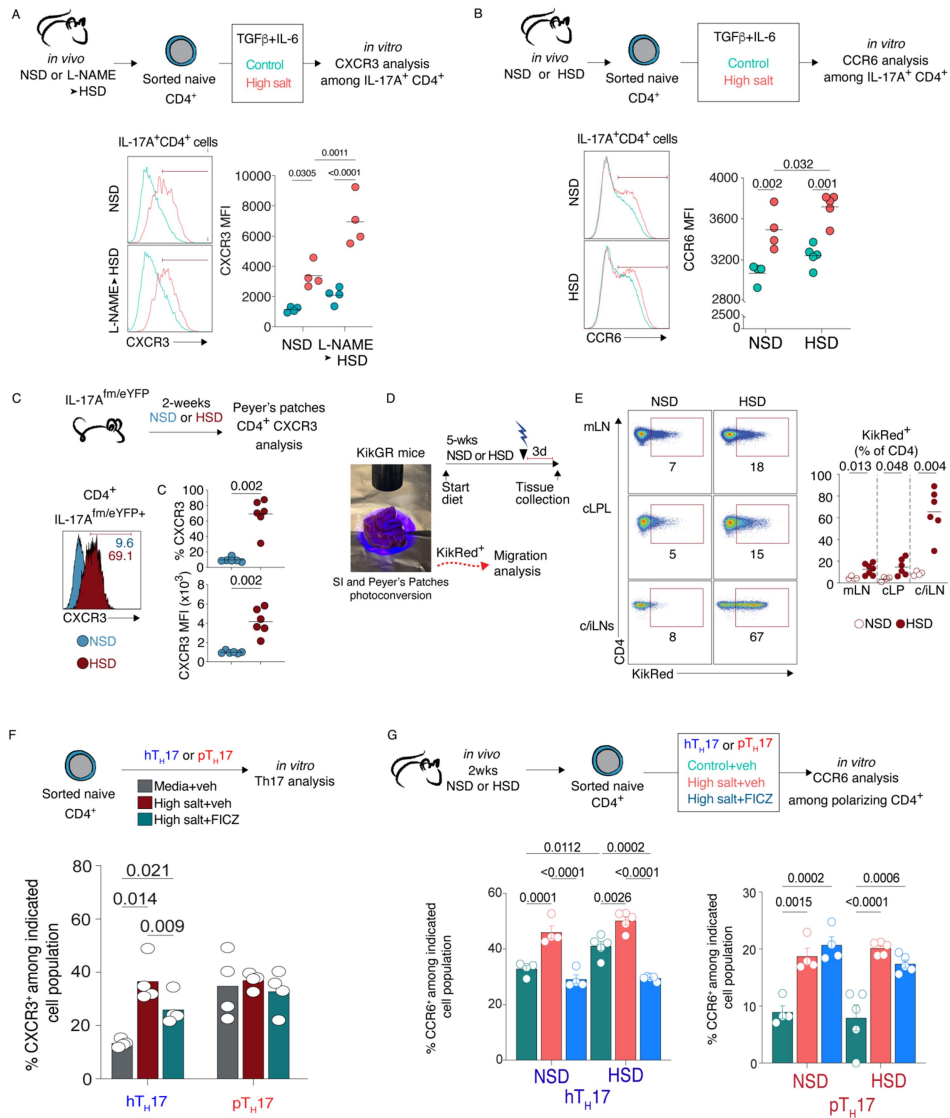 A
in vivo
NSD or L-NAME
➤HSD
Sorted naive
CD4+
TGFβ+IL-6
Control
High salt
in vitro
CXCR3 analysis
among IL-17A+ CD4+
IL-17A+CD4+ cells
NSD
L-NAME➤HSD
CXCR3
CXCR3 MFI
10000
8000
6000
4000
2000
0
0.0011
0.0305
<0.0001
NSD
L-NAME
➤ HSD
B
in vivo
NSD or HSD
Sorted naive
CD4+
TGFβ+IL-6
Control
High salt
in vitro
CCR6 analysis
among IL-17A+ CD4+
IL-17A+CD4+ cells
NSD
HSD
CCR6
CCR6 MFI
4000
3600
3200
2800
2500
0
0.032
0.002
0.001
NSD
HSD
C
IL-17Afm/eYFP
2-weeks
NSD or HSD
Peyer's patches
CD4+ CXCR3
analysis
CD4+
IL-17Afm/eYFP+
9.6
69.1
CXCR3
NSD
HSD
C
% CXCR3
100
80
60
40
20
0
0.002
CXCR3 MFI (x10³)
8
6
4
2
0
0.002
D
KikGR mice
5-wks
NSD or HSD
3d
Start
diet
Tissue
collection
KikRed+
Migration
analysis
SI and Peyer's Patches
photoconversion
E
NSD
HSD
mLN
7
18
cLPL
5
15
c/iLNs
8
67
CD4
KikRed
KikRed+
(% of CD4)
0.013
0.048
0.004
100
80
60
40
20
0
mLN
cLP
c/iLN
NSD
HSD
F
Sorted naive
CD4+
hTH17 or pTH17
Media+veh
High salt+veh
High salt+FICZ
in vitro
Th17 analysis
% CXCR3+ among indicated
cell population
80
60
40
20
0
0.021
0.014
0.009
hTH17
pTH17
G
in vivo
2wks
NSD or HSD
Sorted naive
CD4+
hTH17 or pTH17
Control+veh
High salt+veh
High salt+FICZ
in vitro
CCR6 analysis
among polarizing CD4+
% CCR6+ among indicated
cell population
60
40
20
0
0.0112
0.0002
<0.0001
<0.0001
0.0001
0.0026
NSD
HSD
hTH17
% CCR6+ among indicated
cell population
30
20
10
0
0.0002
0.0006
0.0015
<0.0001
NSD
HSD
pTH17